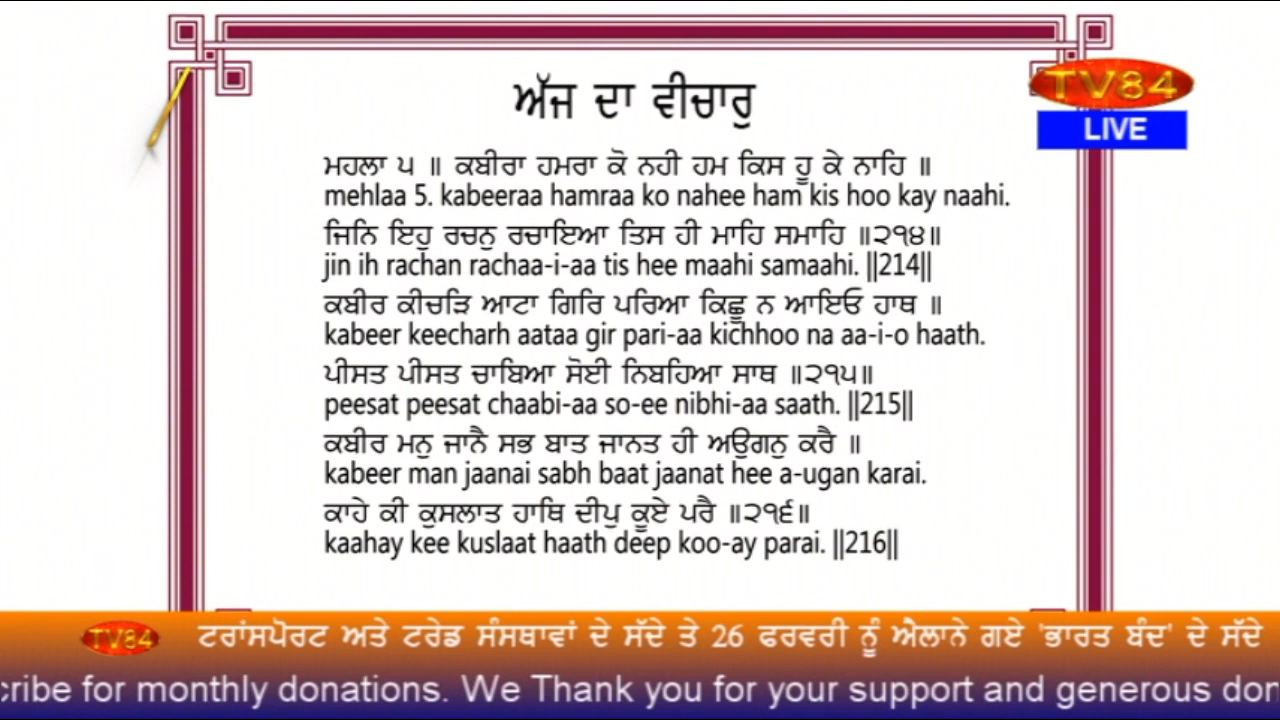 ਅੱਜ ਦਾ ਵੀਚਾਰੁ
TV84
LIVE
ਮਹਲਾ ੫ ॥ ਕਬੀਰਾ ਹਮਰਾ ਕੋ ਨਹੀ ਹਮ ਕਿਸ ਹੂ ਕੇ ਨਾਹਿ ॥
mehlaa 5. kabeeraa hamraa ko nahee ham kis hoo kay naahi.
ਜਿਨਿ ਇਹੁ ਰਚਨੁ ਰਚਾਇਆ ਤਿਸ ਹੀ ਮਾਹਿ ਸਮਾਹਿ ॥੨੧੪॥
jin ih rachan rachaa-i-aa tis hee maahi samaahi. ||214||
ਕਬੀਰ ਕੀਚੜਿ ਆਟਾ ਗਿਰਿ ਪਰਿਆ ਕਿਛੂ ਨ ਆਇਓ ਹਾਥ ॥
kabeer keecharh aataa gir pari-aa kichhoo na aa-i-o haath.
ਪੀਸਤ ਪੀਸਤ ਚਾਬਿਆ ਸੋਈ ਨਿਬਹਿਆ ਸਾਥ ॥੨੧੫॥
peesat peesat chaabi-aa so-ee nibhi-aa saath. ||215||
ਕਬੀਰ ਮਨੁ ਜਾਨੈ ਸਭ ਬਾਤ ਜਾਨਤ ਹੀ ਅਉਗਨੁ ਕਰੈ ॥
kabeer man jaanai sabh baat jaanat hee a-ugan karai.
ਕਾਹੇ ਕੀ ਕੁਸਲਾਤ ਹਾਥਿ ਦੀਪੁ ਕੂਏ ਪਰੈ ॥੨੧੬॥
kaahay kee kuslaat haath deep koo-ay parai. ||216||
TV84 ਟਰਾਂਸਪੋਰਟ ਅਤੇ ਟਰੇਡ ਸੰਸਥਾਵਾਂ ਦੇ ਸੱਦੇ ਤੇ 26 ਫਰਵਰੀ ਨੂੰ ਐਲਾਨੇ ਗਏ 'ਭਾਰਤ ਬੰਦ' ਦੇ ਸੱਦੇ
cribe for monthly donations. We Thank you for your support and generous don